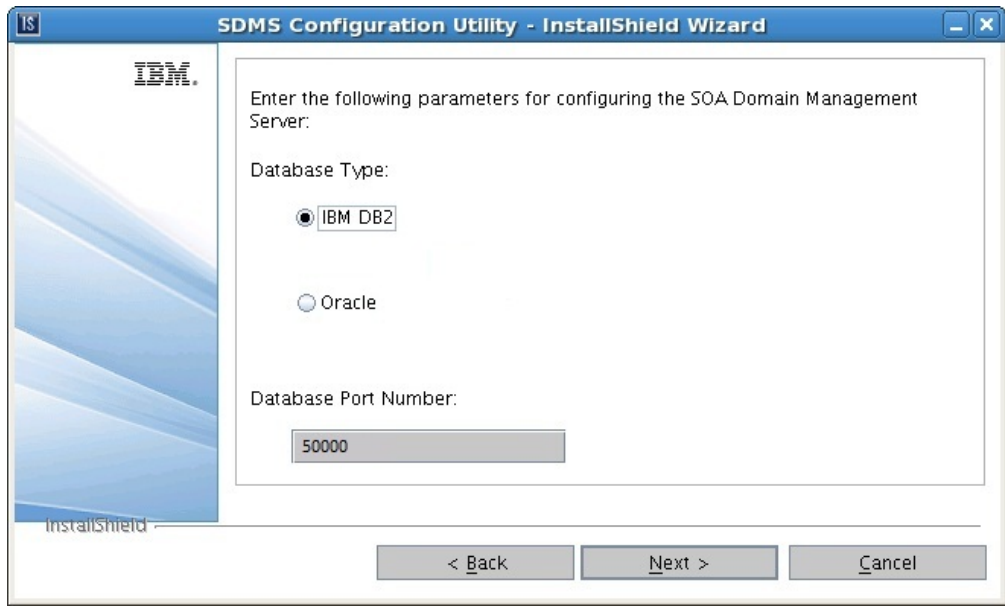 IS
SDMS Configuration Utility - InstallShield Wizard
IBM.
Enter the following parameters for configuring the SOA Domain Management
Server:
Database Type:
IBM DB2
Oracle
Database Port Number:
50000
InstallShield
< Back
Next >
Cancel